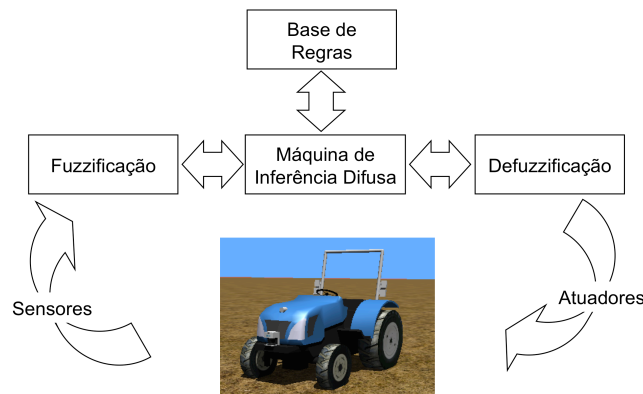 Base de
Regras
Fuzzificação
Máquina de
Inferência Difusa
Defuzzificação
Sensores
Atuadores